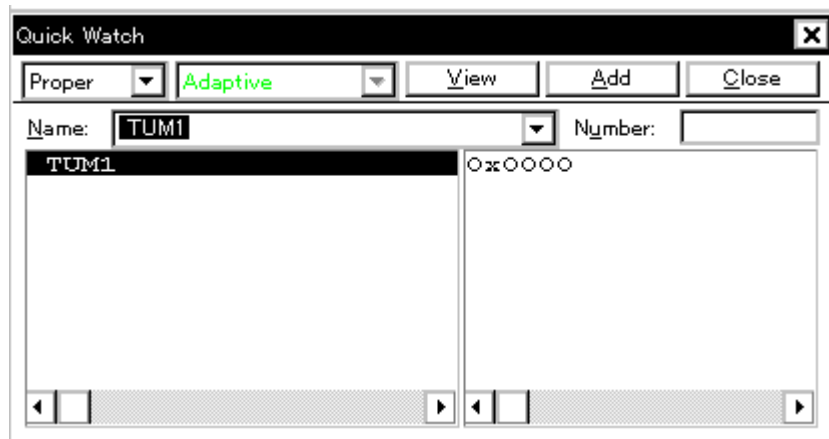 Quick Watch
Proper Adaptive View Add Close
Name: TUM1 Number:
TUM1 0x0000